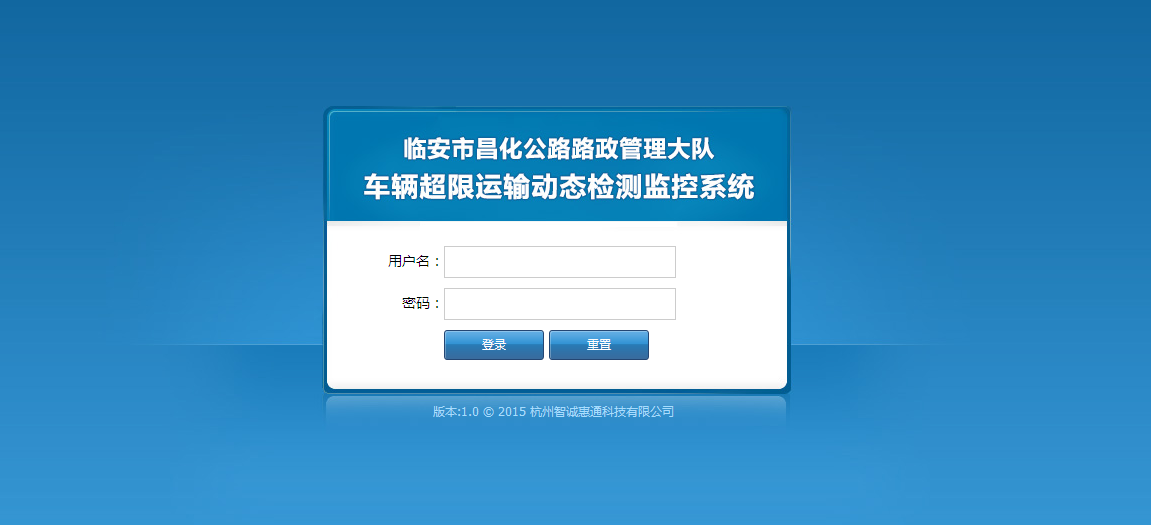 临安市昌化公路路政管理大队
车辆超限运输动态检测监控系统
用户名：
密码：
登录 重置
版本:1.0 © 2015 杭州智诚惠通科技有限公司